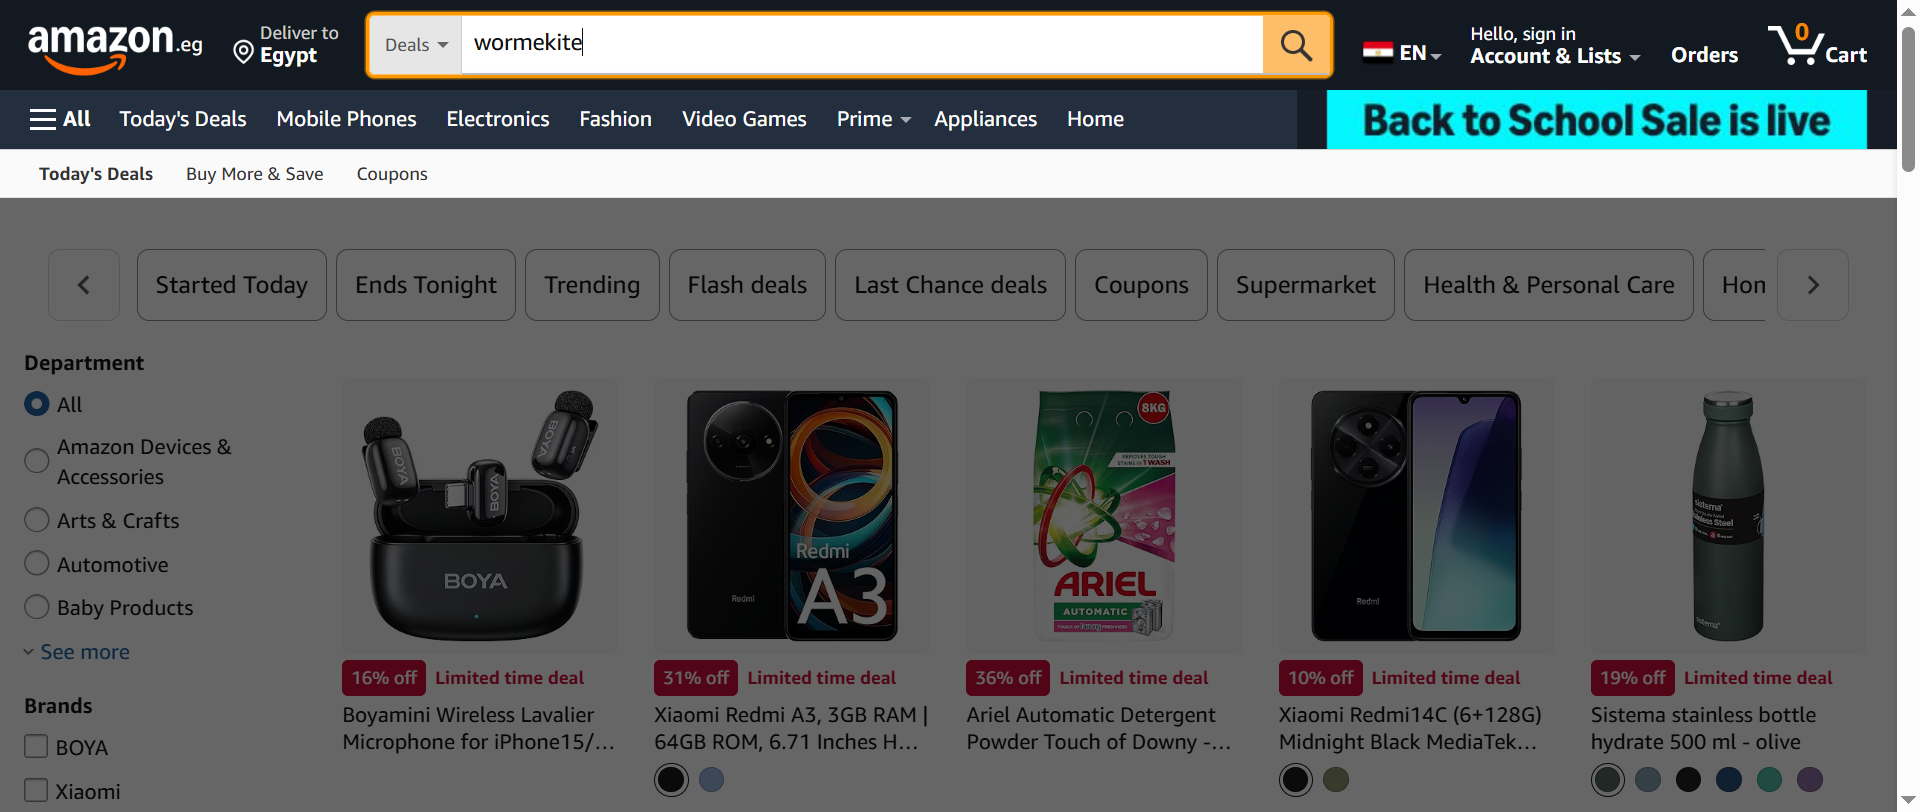 amazon.eg
Deliver to
Egypt
Deals
wormekite
EN
Hello, sign in
Account & Lists
Orders
0
Cart
All
Today's Deals
Mobile Phones
Electronics
Fashion
Video Games
Prime
Appliances
Home
Back to School Sale is live
Today's Deals
Buy More & Save
Coupons
Started Today
Ends Tonight
Trending
Flash deals
Last Chance deals
Coupons
Supermarket
Health & Personal Care
Hon
Department
All
Amazon Devices &
Accessories
Arts & Crafts
Automotive
Baby Products
See more
Brands
BOYA
Xiaomi
BOYA
BOYA
BOYA
BOYA
16% off
Limited time deal
Boyamini Wireless Lavalier
Microphone for iPhone15/...
Redmi
Redmi
A3
31% off
Limited time deal
Xiaomi Redmi A3, 3GB RAM |
64GB ROM, 6.71 Inches H...
8KG
REMOVES TOUGH
STAINS IN 1 WASH
ARIEL
AUTOMATIC
36% off
Limited time deal
Ariel Automatic Detergent
Powder Touch of Downy -...
Redmi
10% off
Limited time deal
Xiaomi Redmi14C (6+128G)
Midnight Black MediaTek...
sistema
Stainless Steel
sistema
19% off
Limited time deal
Sistema stainless bottle
hydrate 500 ml - olive